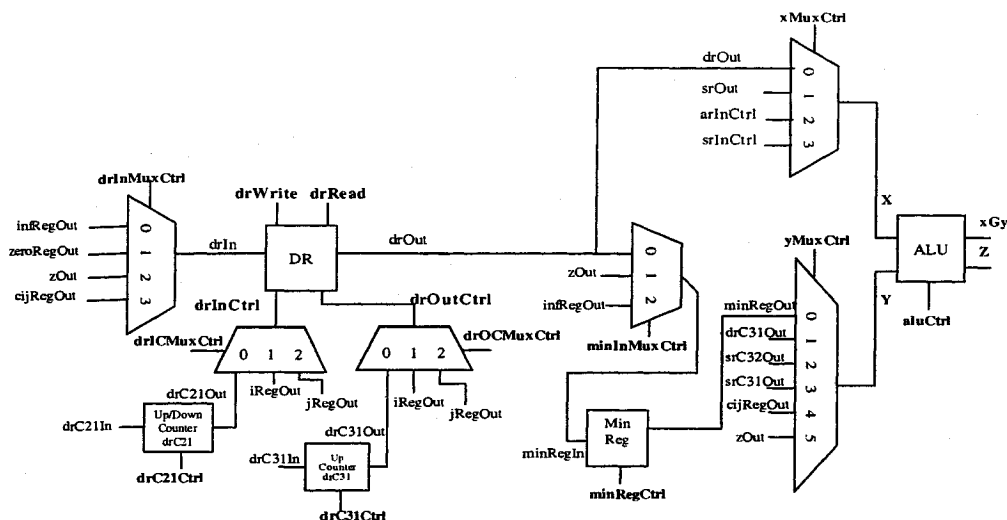 xMuxCtrl
drOut
0
srOut
1
arInCtrl
2
srInCtrl
3
drInMuxCtrl
drWrite
drRead
X
xGy
infRegOut
0
yMuxCtrl
ALU
zeroRegOut
1
drIn
DR
drOut
0
Z
zOut
2
zOut
1
cijRegOut
3
drInCtrl
drOutCtrl
infRegOut
2
minRegOut
0
Y
aluCtrl
drICMuxCtrl
0 1 2
0 1 2
drOCMuxCtrl
minInMuxCtrl
drC31Out
1
srC32Out
2
drC21Out
iRegOut
jRegOut
iRegOut
jRegOut
srC31Out
3
cijRegOut
4
drC21In
Up/Down
Counter
drC21
drC31Out
zOut
5
Min
Reg
minRegIn
drC31In
Up
Counter
drC31
drC21Ctrl
minRegCtrl
drC31Ctrl